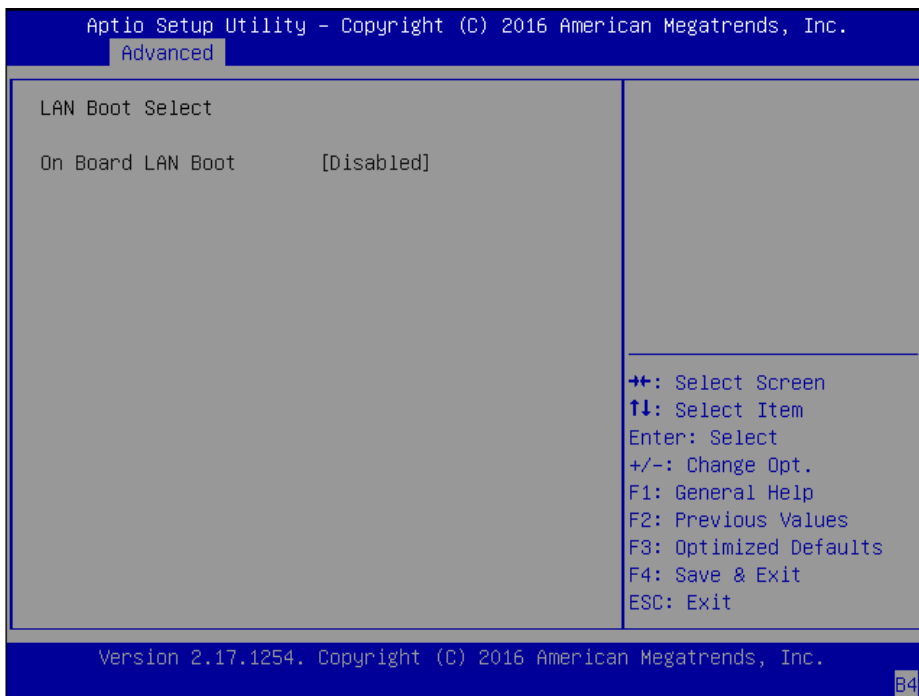 Aptio Setup Utility – Copyright (C) 2016 American Megatrends, Inc.
Advanced
LAN Boot Select
On Board LAN Boot [Disabled]
→←: Select Screen
↑↓: Select Item
Enter: Select
+/-: Change Opt.
F1: General Help
F2: Previous Values
F3: Optimized Defaults
F4: Save & Exit
ESC: Exit
Version 2.17.1254. Copyright (C) 2016 American Megatrends, Inc.
B4